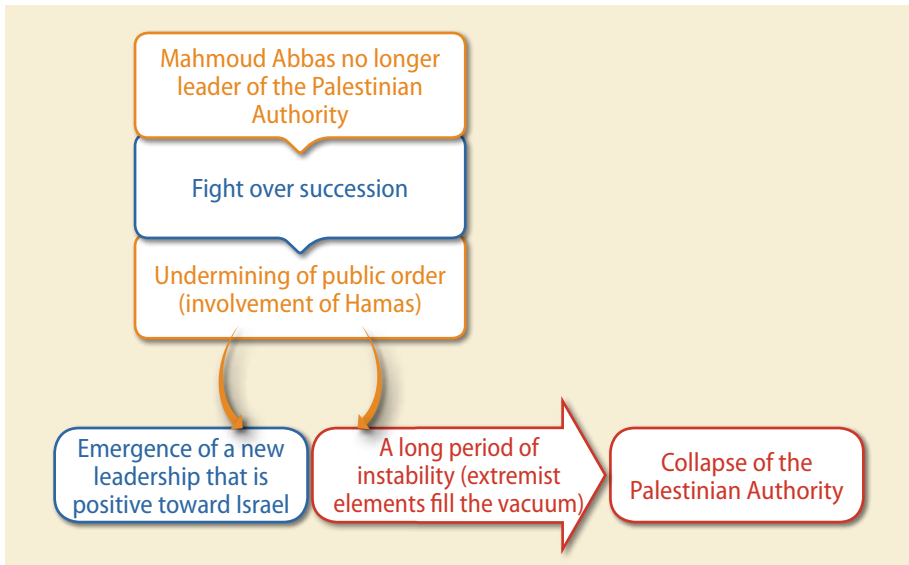 Mahmoud Abbas no longer
leader of the Palestinian
Authority
Fight over succession
Undermining of public order
(involvement of Hamas)
Emergence of a new
leadership that is
positive toward Israel
A long period of
instability (extremist
elements fill the vacuum)
Collapse of the
Palestinian Authority